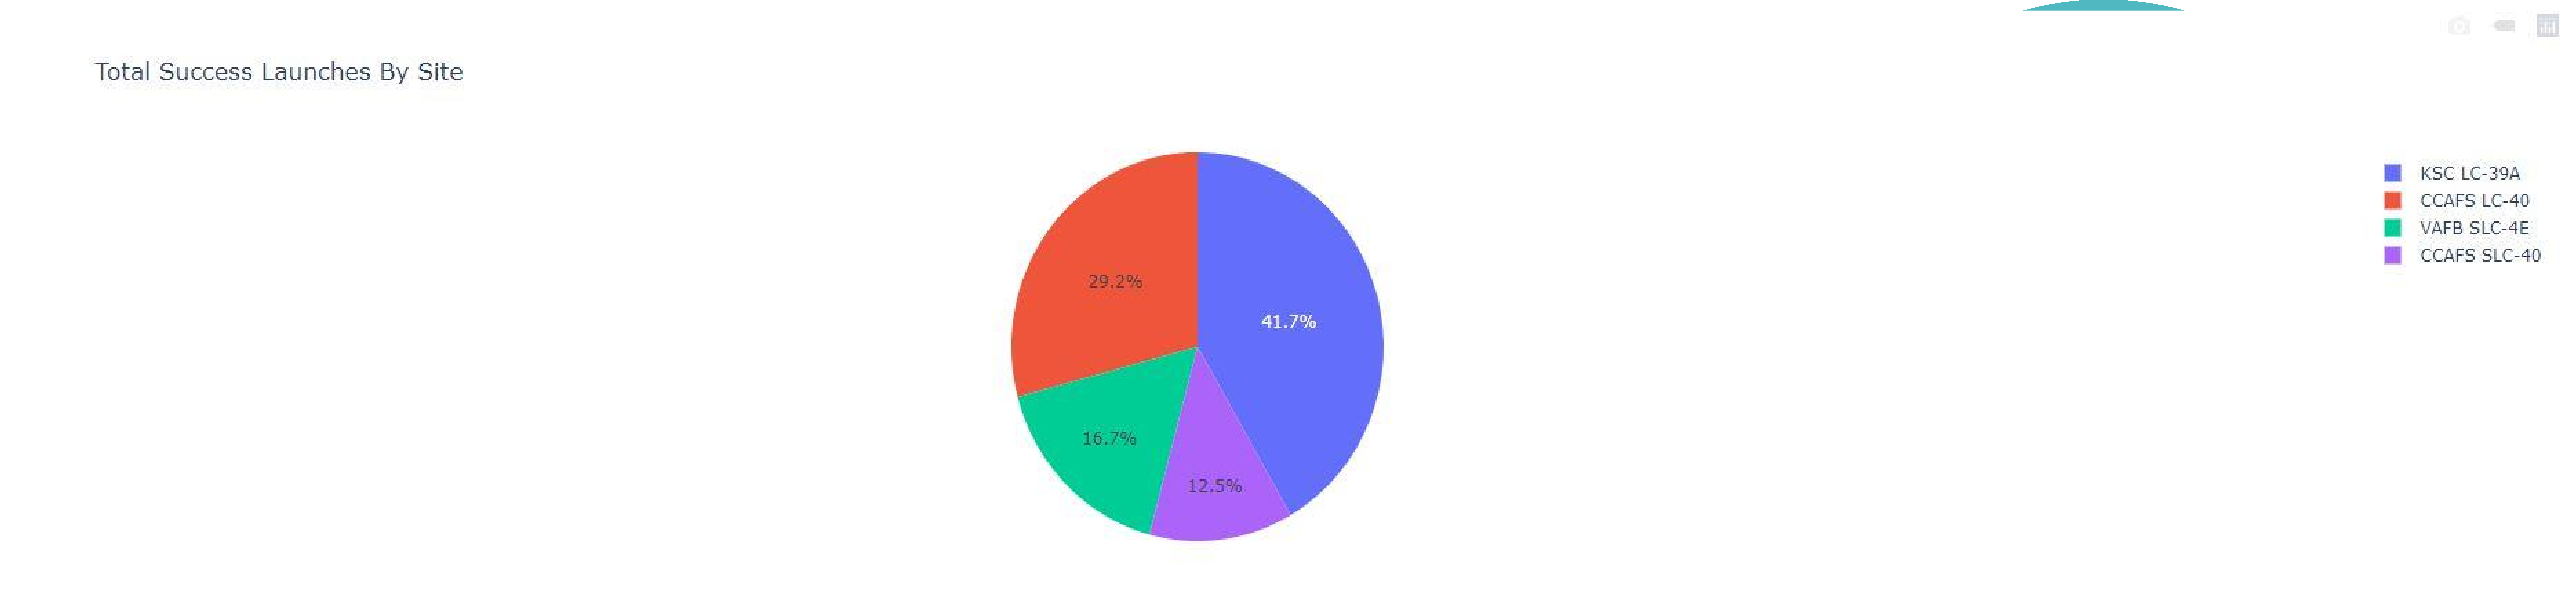 Total Success Launches By Site
KSC LC-39A
CCAFS LC-40
VAFB SLC-4E
CCAFS SLC-40
29.2%
41.7%
16.7%
12.5%